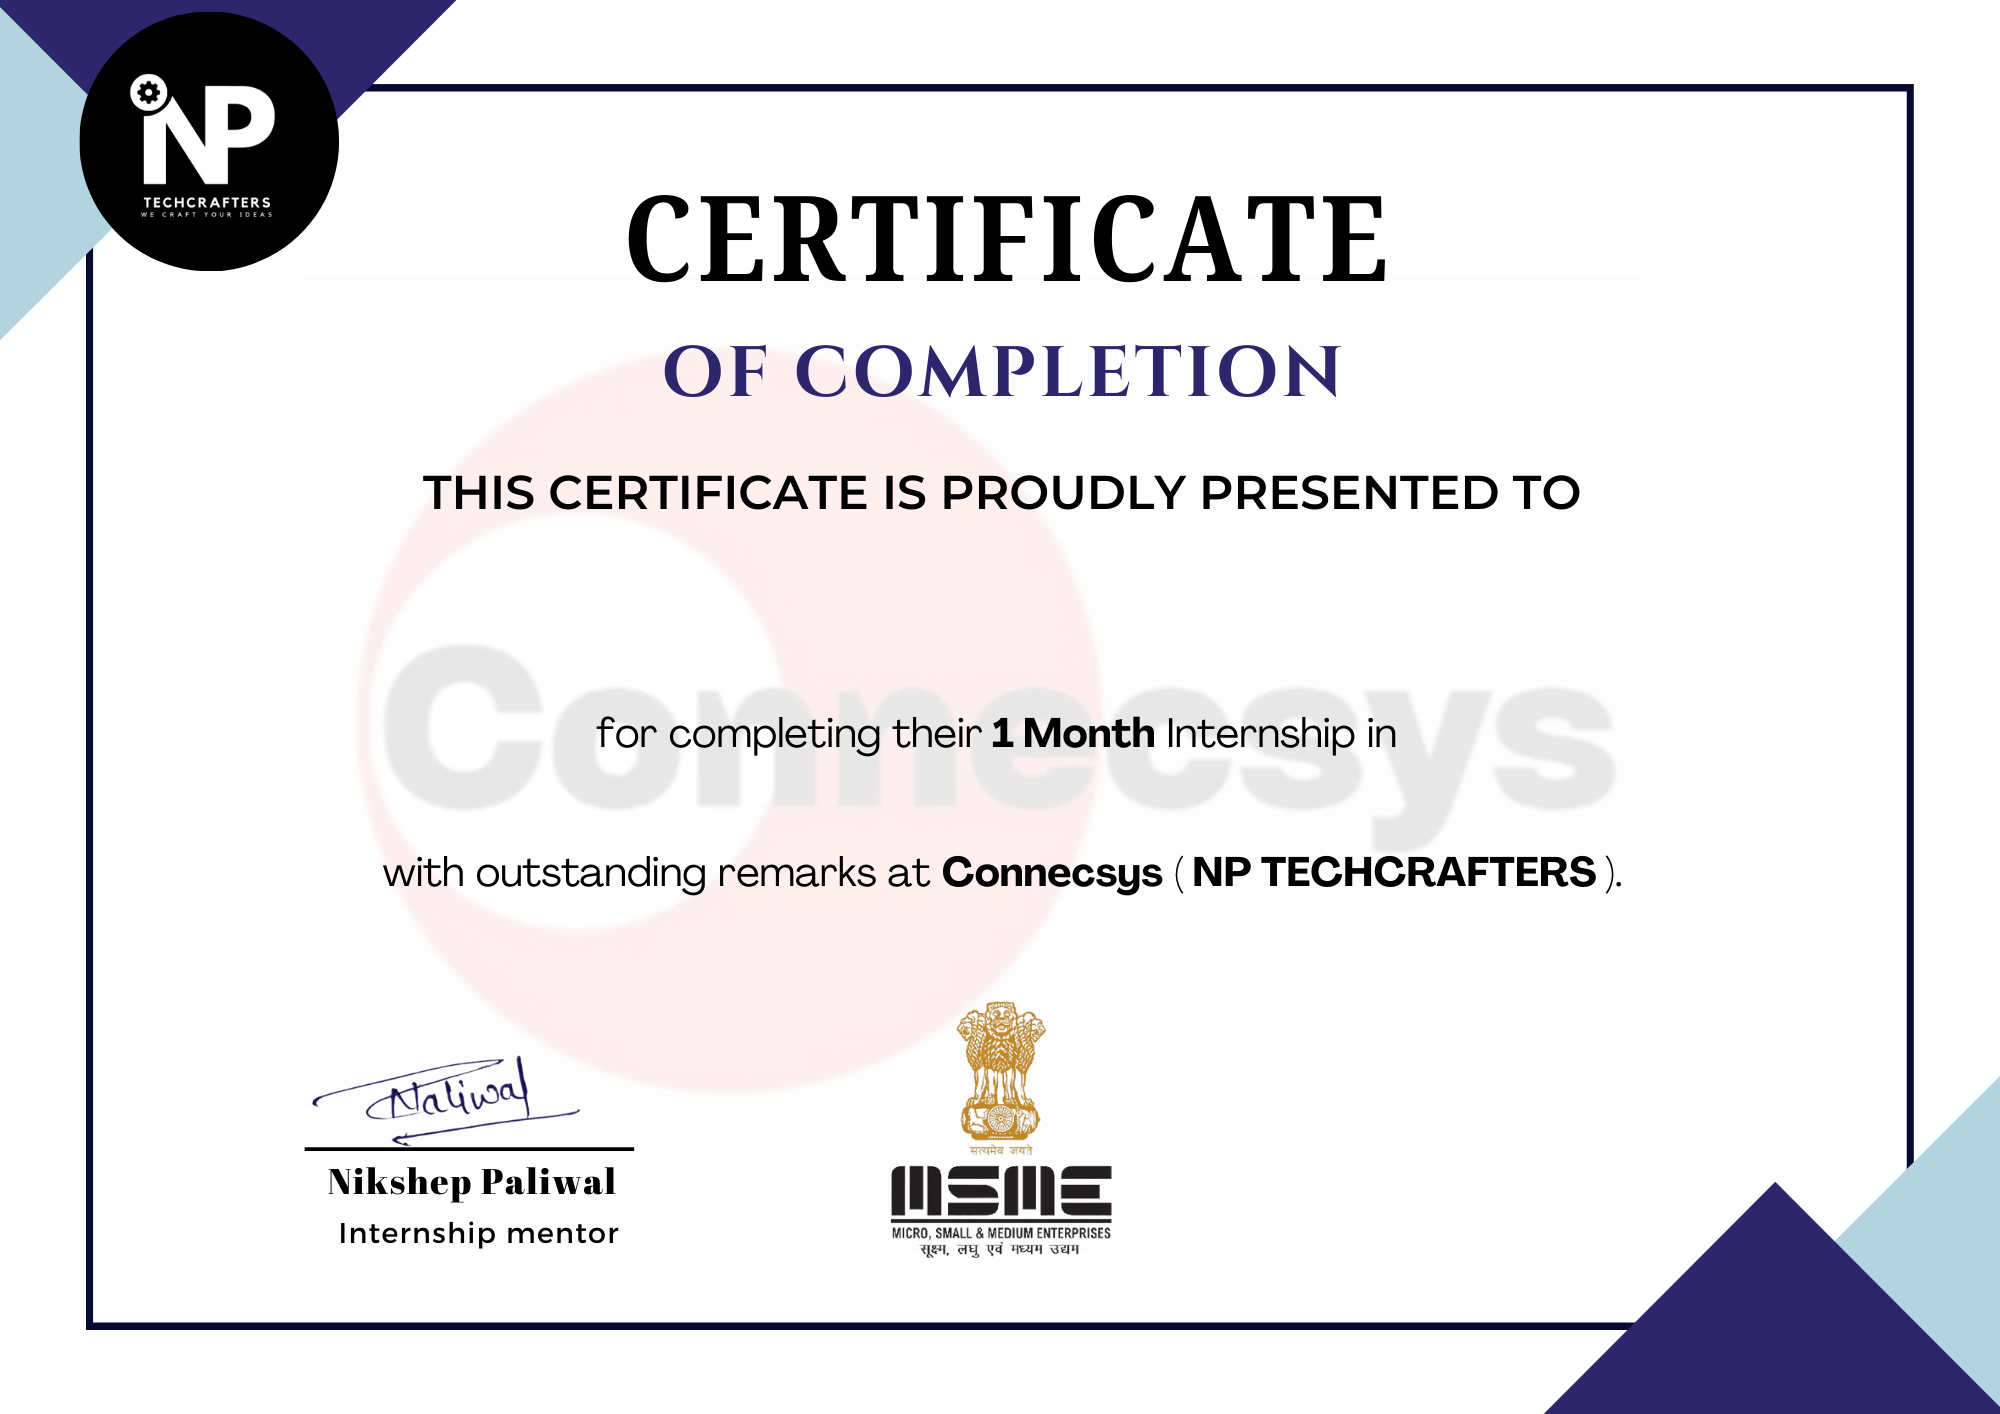 NP
TECHCRAFTERS
WE CRAFT YOUR IDEAS
CERTIFICATE
OF COMPLETION
THIS CERTIFICATE IS PROUDLY PRESENTED TO
Connecsys
for completing their 1 Month Internship in
with outstanding remarks at Connecsys ( NP TECHCRAFTERS ).
Paliwal
Nikshep Paliwal
Internship mentor
सत्यमेव जयते
MSME
MICRO, SMALL & MEDIUM ENTERPRISES
सूक्ष्म, लघु एवं मध्यम उद्यम